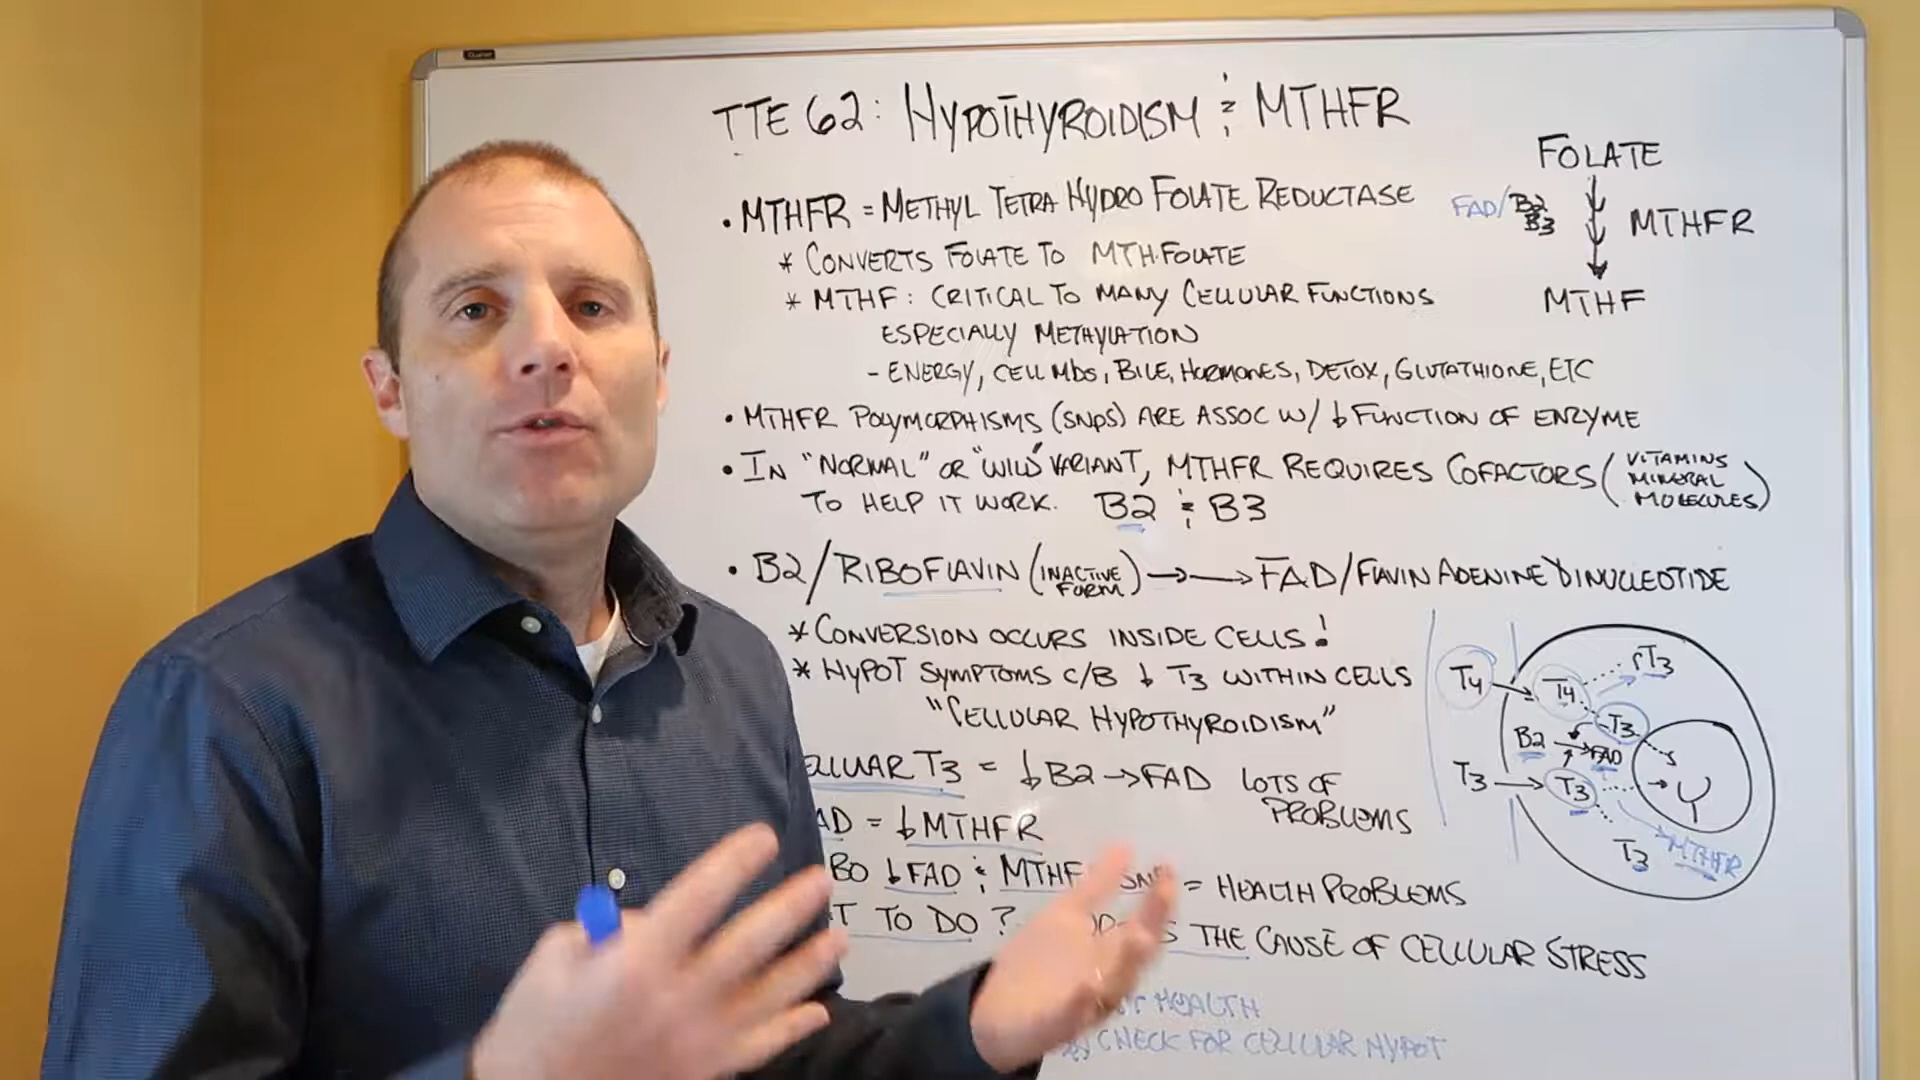 TTE 62: HYPOTHYROIDISM & MTHFR
• MTHFR = METHYL TETRA HYDRO FOLATE REDUCTASE
* CONVERTS FOLATE TO MTH.FOLATE
* MTHF: CRITICAL TO MANY CELLULAR FUNCTIONS
ESPECIALLY METHYLATION
- ENERGY, CELL MBS, BILE, HORMONES, DETOX, GLUTATHIONE, ETC
FOLATE
FAD/B2
B3
MTHFR
MTHF
• MTHFR POLYMORPHISMS (SNPS) ARE ASSOC W/ ↓ FUNCTION OF ENZYME
• IN "NORMAL" OR "WILD" VARIANT, MTHFR REQUIRES COFACTORS (VITAMINS
MINERAL
MOLECULES)
TO HELP IT WORK. B2 & B3
• B2/RIBOFLAVIN (INACTIVE
FORM) →→ FAD/FLAVIN ADENINE DINUCLEOTIDE
* CONVERSION OCCURS INSIDE CELLS!
* HYPOT SYMPTOMS C/B ↓ T3 WITHIN CELLS
"CELLULAR HYPOTHYROIDISM"
T3 = ↓B2→FAD LOTS OF
PROBLEMS
AD = ↓MTHFR
BO ↓FAD & MTHF = HEALTH PROBLEMS
T TO DO? THE CAUSE OF CELLULAR STRESS
HEALTH
CHECK FOR CELLULAR HYPOT
T4 → T4 rT3
T3
B2 → FAD
T3 → T3
T3 MTHFR